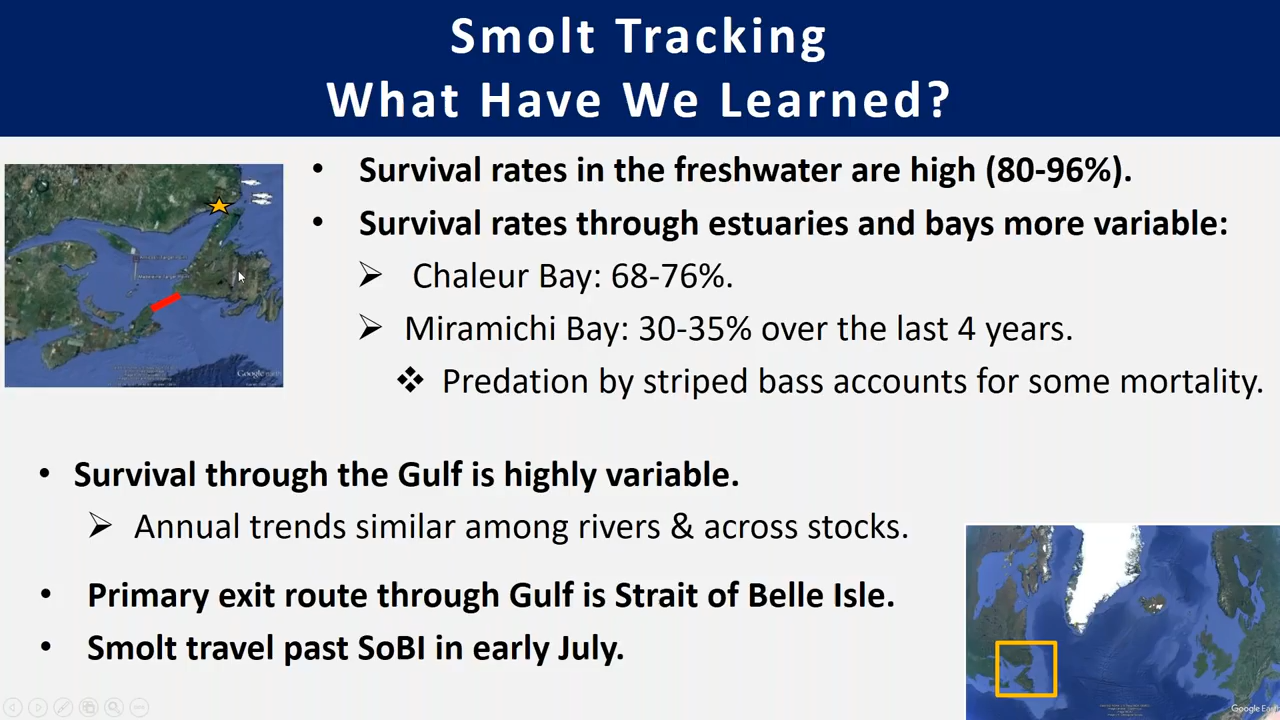 Smolt Tracking
What Have We Learned?
• Survival rates in the freshwater are high (80-96%).
• Survival rates through estuaries and bays more variable:
➢ Chaleur Bay: 68-76%.
➢ Miramichi Bay: 30-35% over the last 4 years.
❖ Predation by striped bass accounts for some mortality.
Google earth
• Survival through the Gulf is highly variable.
➢ Annual trends similar among rivers & across stocks.
• Primary exit route through Gulf is Strait of Belle Isle.
• Smolt travel past SoBI in early July.
Google Earth